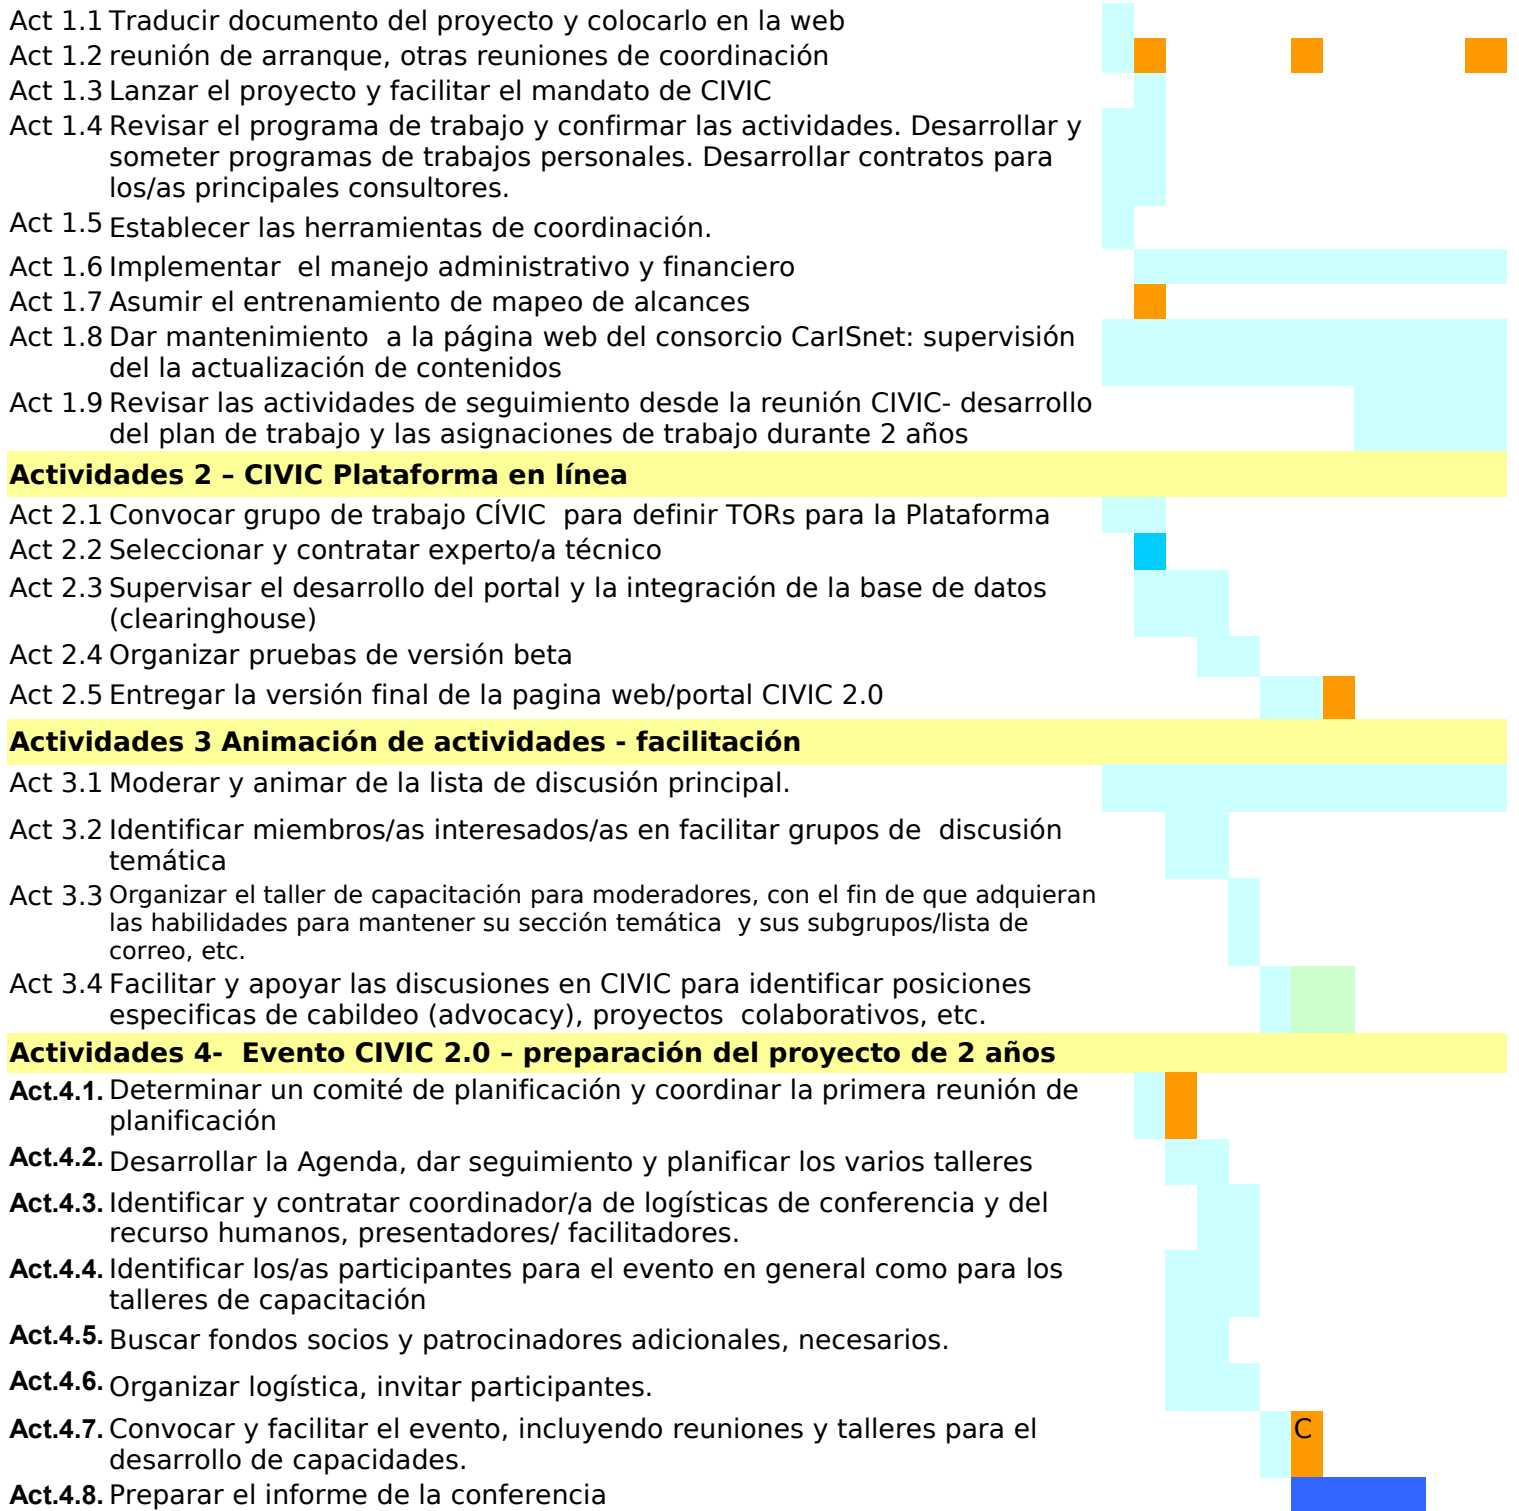 Act 1.1 Traducir documento del proyecto y colocarlo en la web
Act 1.2 reunión de arranque, otras reuniones de coordinación
Act 1.3 Lanzar el proyecto y facilitar el mandato de CIVIC
Act 1.4 Revisar el programa de trabajo y confirmar las actividades. Desarrollar y
someter programas de trabajos personales. Desarrollar contratos para
los/as principales consultores.
Act 1.5 Establecer las herramientas de coordinación.
Act 1.6 Implementar el manejo administrativo y financiero
Act 1.7 Asumir el entrenamiento de mapeo de alcances
Act 1.8 Dar mantenimiento a la página web del consorcio CarISnet: supervisión
del la actualización de contenidos
Act 1.9 Revisar las actividades de seguimiento desde la reunión CIVIC- desarrollo
del plan de trabajo y las asignaciones de trabajo durante 2 años
Actividades 2 – CIVIC Plataforma en línea
Act 2.1 Convocar grupo de trabajo CÍVIC para definir TORs para la Plataforma
Act 2.2 Seleccionar y contratar experto/a técnico
Act 2.3 Supervisar el desarrollo del portal y la integración de la base de datos
(clearinghouse)
Act 2.4 Organizar pruebas de versión beta
Act 2.5 Entregar la versión final de la pagina web/portal CIVIC 2.0
Actividades 3 Animación de actividades - facilitación
Act 3.1 Moderar y animar de la lista de discusión principal.
Act 3.2 Identificar miembros/as interesados/as en facilitar grupos de discusión
temática
Act 3.3 Organizar el taller de capacitación para moderadores, con el fin de que adquieran
las habilidades para mantener su sección temática y sus subgrupos/lista de
correo, etc.
Act 3.4 Facilitar y apoyar las discusiones en CIVIC para identificar posiciones
especificas de cabildeo (advocacy), proyectos colaborativos, etc.
Actividades 4- Evento CIVIC 2.0 – preparación del proyecto de 2 años
Act.4.1. Determinar un comité de planificación y coordinar la primera reunión de
planificación
Act.4.2. Desarrollar la Agenda, dar seguimiento y planificar los varios talleres
Act.4.3. Identificar y contratar coordinador/a de logísticas de conferencia y del
recurso humanos, presentadores/ facilitadores.
Act.4.4. Identificar los/as participantes para el evento en general como para los
talleres de capacitación
Act.4.5. Buscar fondos socios y patrocinadores adicionales, necesarios.
Act.4.6. Organizar logística, invitar participantes.
Act.4.7. Convocar y facilitar el evento, incluyendo reuniones y talleres para el C
desarrollo de capacidades.
Act.4.8. Preparar el informe de la conferencia